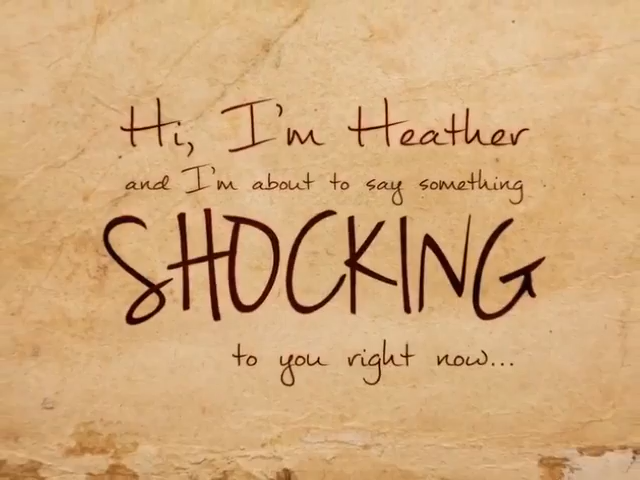 Hi, I'm Heather
and I'm about to say something
SHOCKING
to you right now...